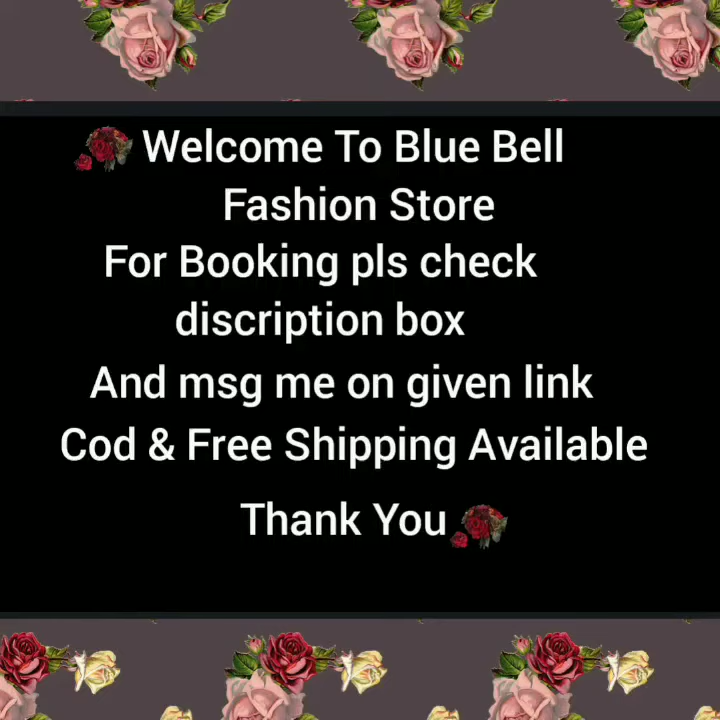 Welcome To Blue Bell
Fashion Store
For Booking pls check
discription box
And msg me on given link
Cod & Free Shipping Available
Thank You